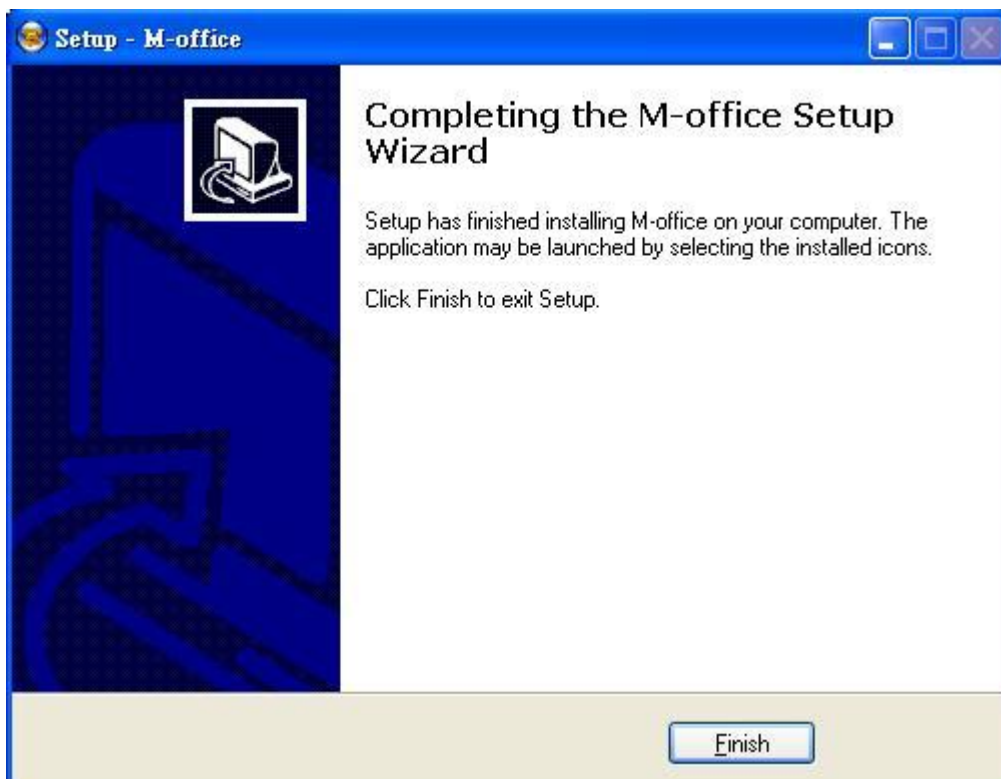 Setup - M-office
Completing the M-office Setup
Wizard
Setup has finished installing M-office on your computer. The
application may be launched by selecting the installed icons.
Click Finish to exit Setup.
Finish